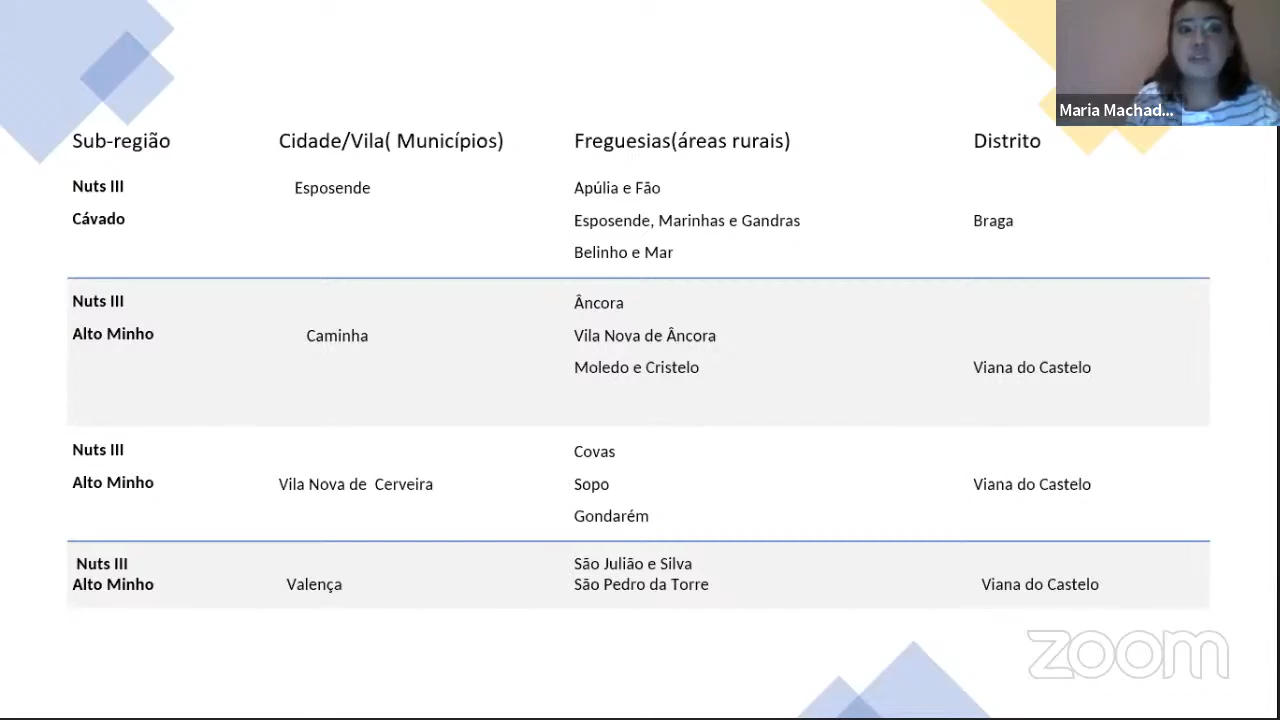 Maria Machad...
Sub-região Cidade/Vila( Municípios) Freguesias(áreas rurais) Distrito
Nuts III Esposende Apúlia e Fão
Cávado Esposende, Marinhas e Gandras Braga
Belinho e Mar
Nuts III Âncora
Alto Minho Caminha Vila Nova de Âncora
Moledo e Cristelo Viana do Castelo
Nuts III Covas
Alto Minho Vila Nova de Cerveira Sopo Viana do Castelo
Gondarém
Nuts III São Julião e Silva
Alto Minho Valença São Pedro da Torre Viana do Castelo
zoom